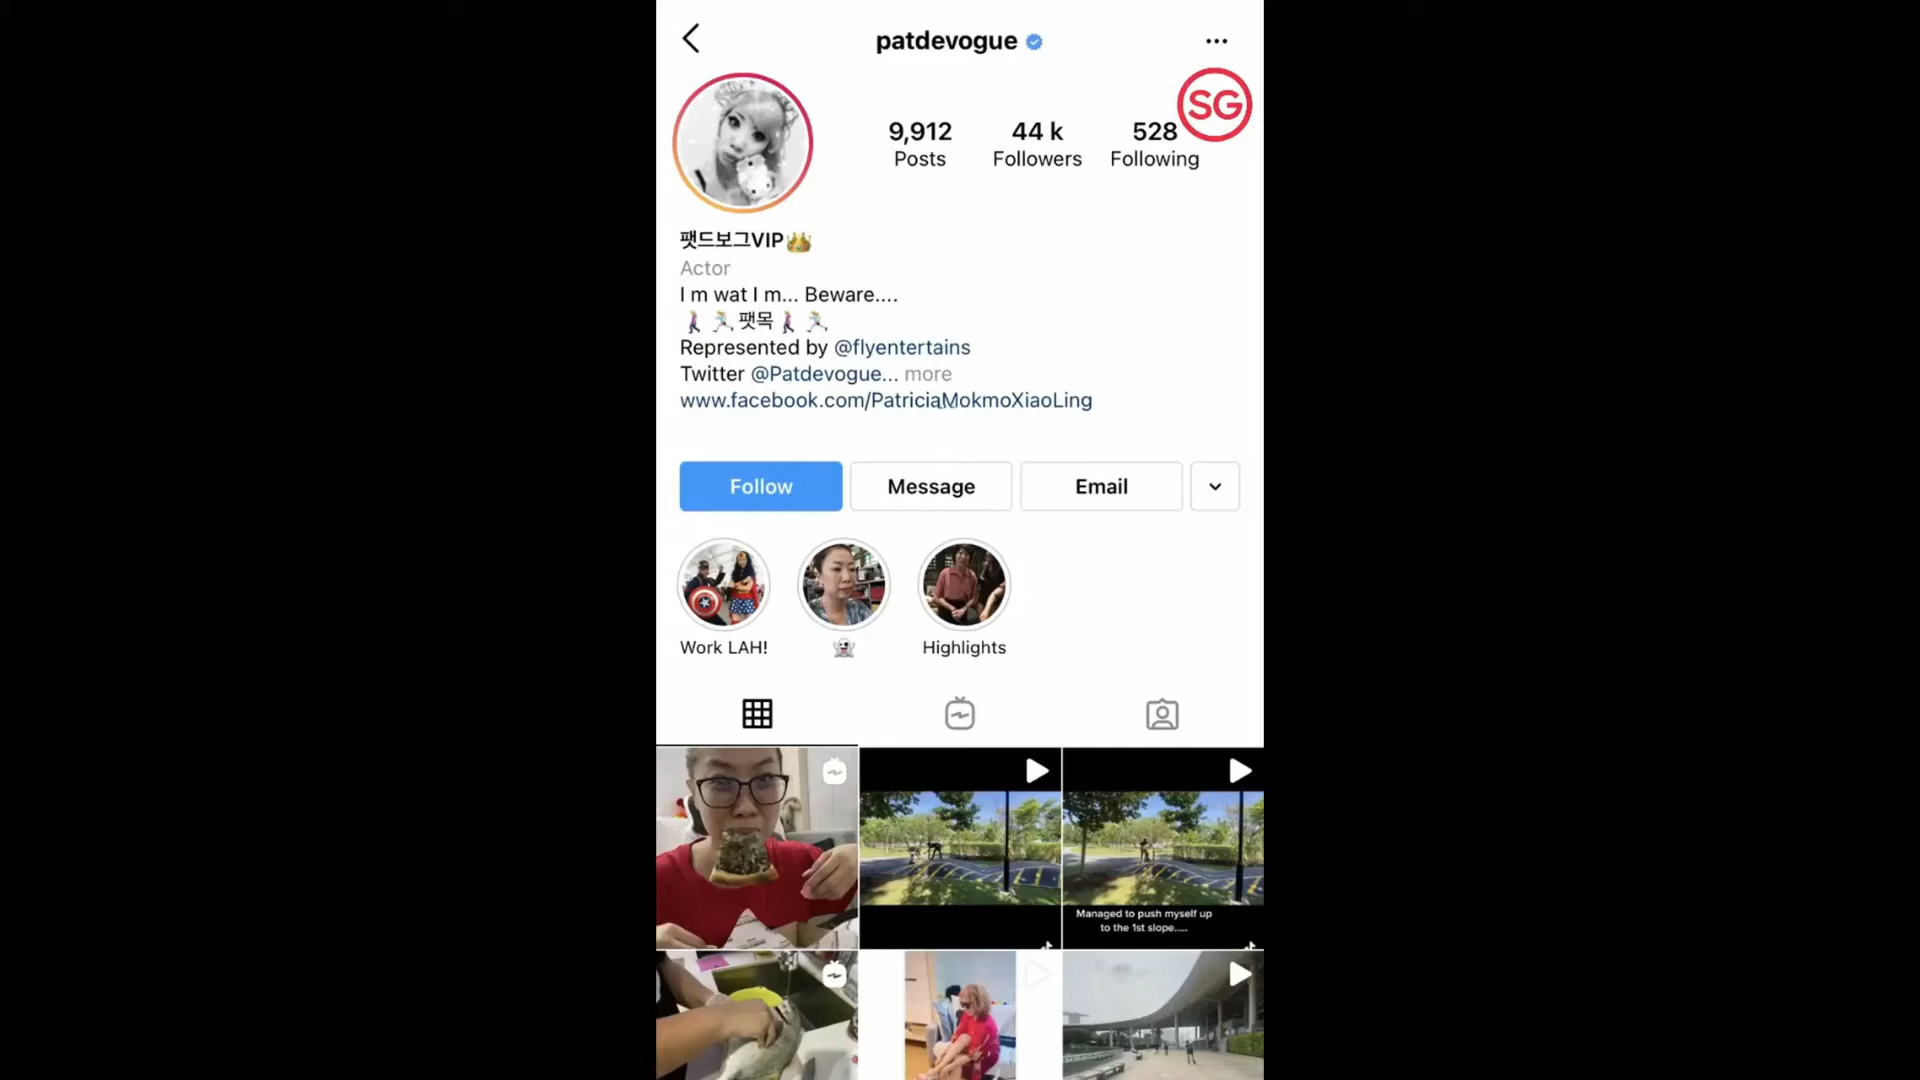 patdevogue
SG
9,912
Posts
44 k
Followers
528
Following
팻드보그VIP👑
Actor
I m wat I m... Beware....
🚶‍♀️🏃‍♀️팻목🚶‍♀️🏃‍♀️
Represented by @flyentertains
Twitter @Patdevogue... more
www.facebook.com/PatriciaMokmoXiaoLing
Follow
Message
Email
Work LAH!
👻
Highlights
Managed to push myself up
to the 1st slope.....